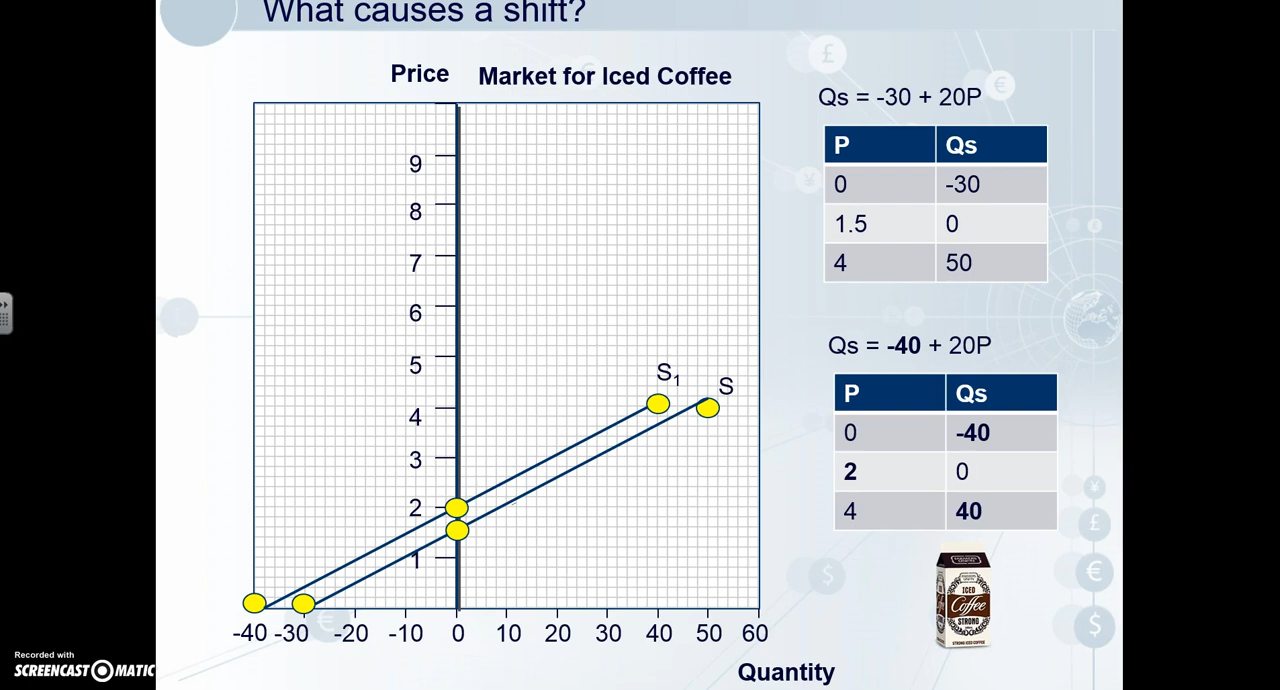 What causes a shift?
Price
Market for Iced Coffee
9
8
7
6
5
4
3
2
1
S₁
S
-40 -30 -20 -10 0 10 20 30 40 50 60
Quantity
Qs = -30 + 20P
P Qs
0 -30
1.5 0
4 50
Qs = -40 + 20P
P Qs
0 -40
2 0
4 40
ICED
Coffee
STRONG
STRONG ICED COFFEE
Recorded with
SCREENCAST MATIC